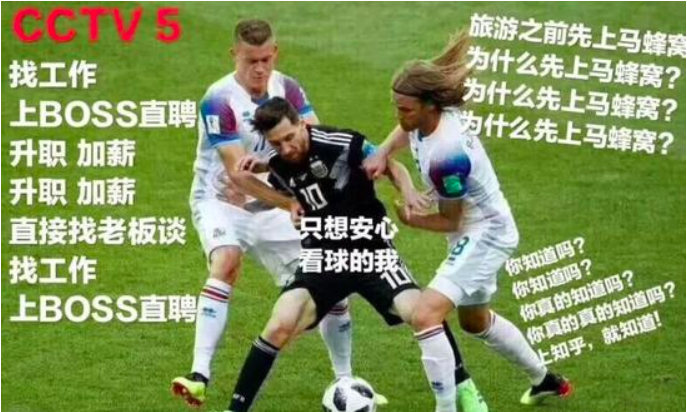 CCTV 5
找工作
上BOSS直聘
升职 加薪
升职 加薪
直接找老板谈
找工作
上BOSS直聘
旅游之前先上马蜂窝
为什么先上马蜂窝?
为什么先上马蜂窝?
为什么先上马蜂窝?
只想安心
看球的我
你知道吗?
你知道吗?
你真的知道吗?
你真的真的知道吗?
上知乎，就知道!
10
10